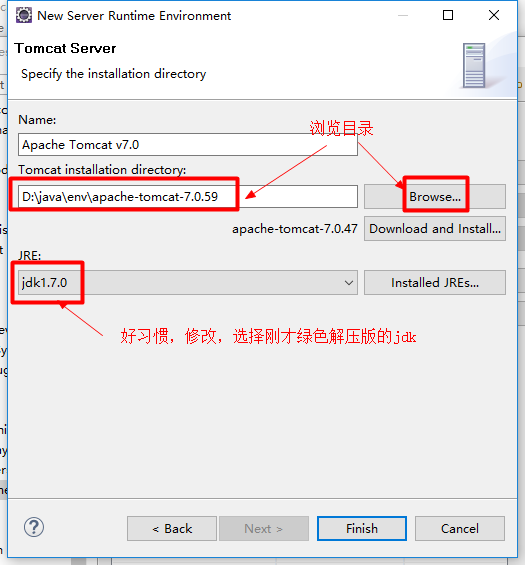 New Server Runtime Environment
Tomcat Server
Specify the installation directory
Name:
浏览目录
Apache Tomcat v7.0
Tomcat installation directory:
D:\java\env\apache-tomcat-7.0.59
Browse...
apache-tomcat-7.0.47
Download and Install...
JRE:
jdk1.7.0
Installed JREs...
好习惯，修改，选择刚才绿色解压版的jdk
?
< Back
Next >
Finish
Cancel